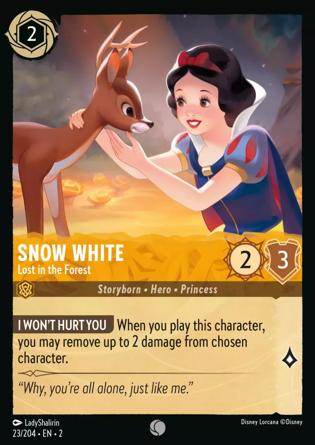 2
SNOW WHITE
Lost in the Forest
2 3
Storyborn • Hero • Princess
I WON'T HURT YOU When you play this character,
you may remove up to 2 damage from chosen
character.
“Why, you're all alone, just like me.”
LadyShalirin
23/204 • EN • 2
Disney Lorcana ©Disney